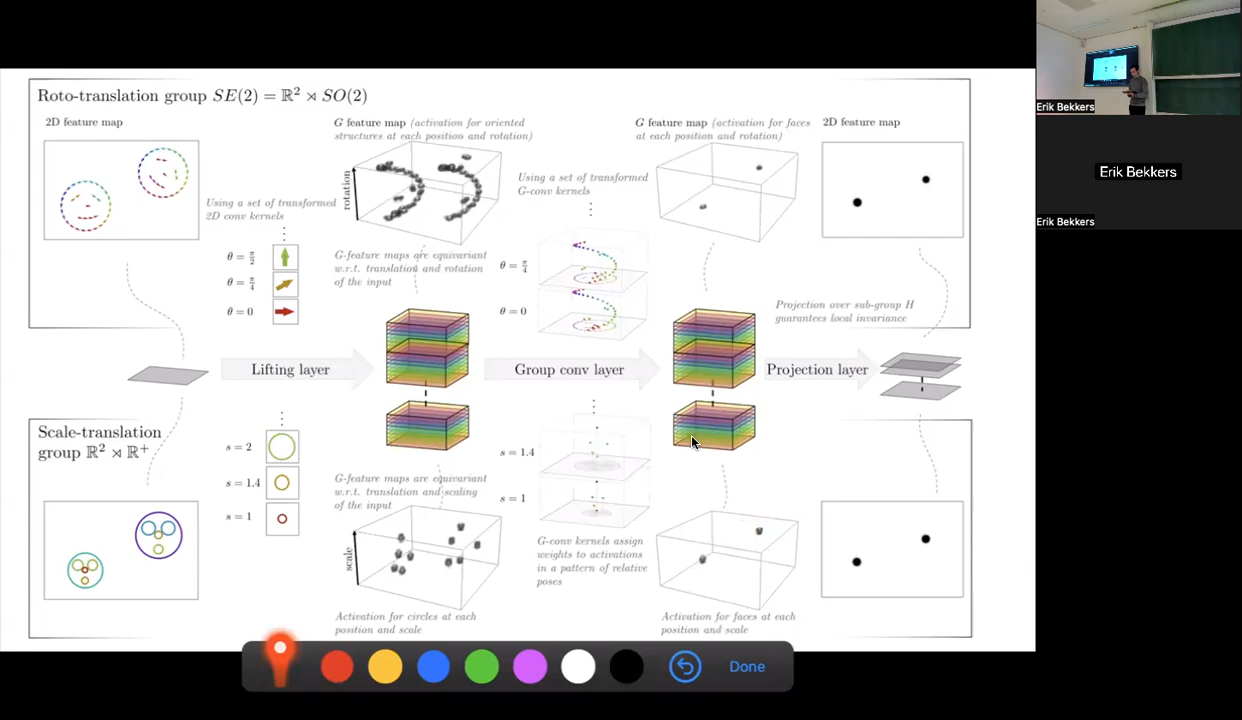 Roto-translation group SE(2) = ℝ² ⋊ SO(2)
2D feature map
G feature map (activation for oriented
structures at each position and rotation)
G feature map (activation for faces
at each position and rotation)
2D feature map
rotation
Using a set of transformed
G-conv kernels
Using a set of transformed
2D conv kernels
θ = π/2
θ = π/4
θ = 0
G-feature maps are equivariant
w.r.t. translation and rotation
of the input
θ = π/4
θ = 0
Projection over sub-group H
guarantees local invariance
Lifting layer
Group conv layer
Projection layer
Scale-translation
group ℝ² ⋊ ℝ⁺
s = 2
s = 1.4
s = 1
G-feature maps are equivariant
w.r.t. translation and scaling
of the input
s = 1.4
s = 1
scale
G-conv kernels assign
weights to activations
in a pattern of relative
poses
Activation for circles at each
position and scale
Activation for faces at each
position and scale
Done
Erik Bekkers
Erik Bekkers
Erik Bekkers